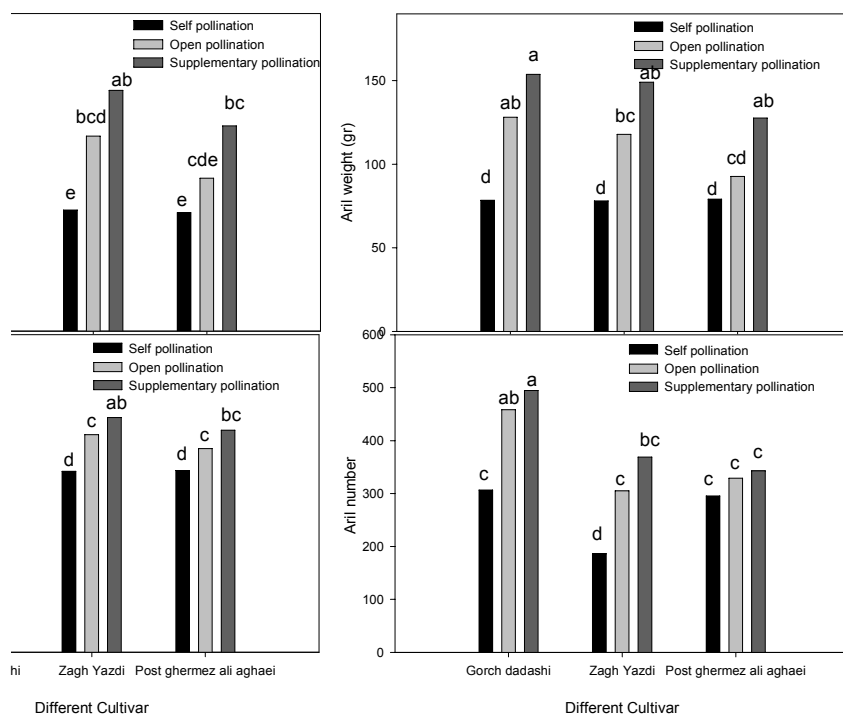 Self pollination
Open pollination
Supplementary pollination
ab
bcd
bc
cde
e
e
Self pollination
Open pollination
Supplementary pollination
Aril weight (gr)
150
100
50
0
a
ab
ab
ab
bc
cd
d
d
d
Self pollination
Open pollination
Supplementary pollination
ab
c
bc
c
d
d
hi
Zagh Yazdi
Post ghermez ali aghaei
Different Cultivar
Self pollination
Open pollination
Supplementary pollination
Aril number
600
500
400
300
200
100
0
a
ab
bc
c
c
c
c
c
d
Gorch dadashi
Zagh Yazdi
Post ghermez ali aghaei
Different Cultivar